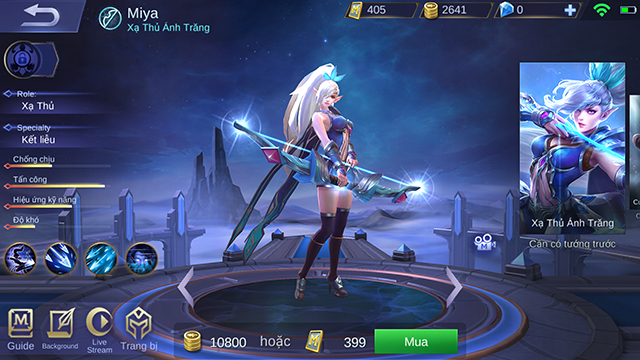 Miya
Xạ Thủ Ánh Trăng
405
2641
0
Role:
Xạ Thủ
Specialty
Kết liễu
Chống chịu
Tấn công
Hiệu ứng kỹ năng
Độ khó
Xạ Thủ Ánh Trăng
Cần có tướng trước
Guide
Background
Live
Stream
Trang bị
10800 hoặc 399
Mua